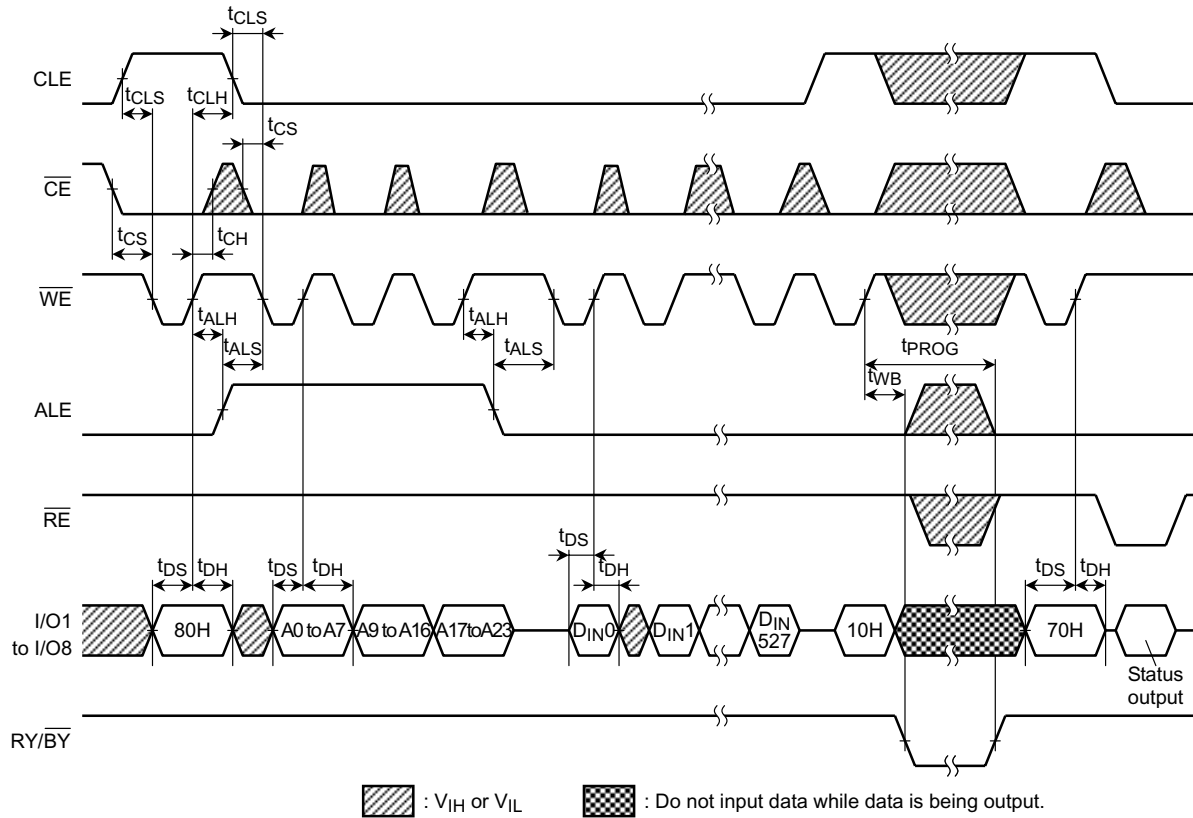 tCLS
CLE
tCLS
tCLH
tCS
CE
tCS
tCH
WE
tALH
tALS
tALH
tALS
tPROG
tWB
ALE
RE
tDS
tDH
tDS
tDH
tDS
tDH
tDS
tDH
I/O1
to I/O8
80H
A0 to A7
A9 to A16
A17toA23
DIN0
DIN1
DIN
527
10H
70H
Status
output
RY/BY
: VIH or VIL
: Do not input data while data is being output.